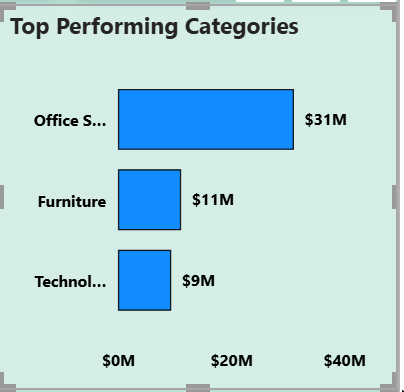 Top Performing Categories
Office S... $31M
Furniture $11M
Technol... $9M
$0M $20M $40M